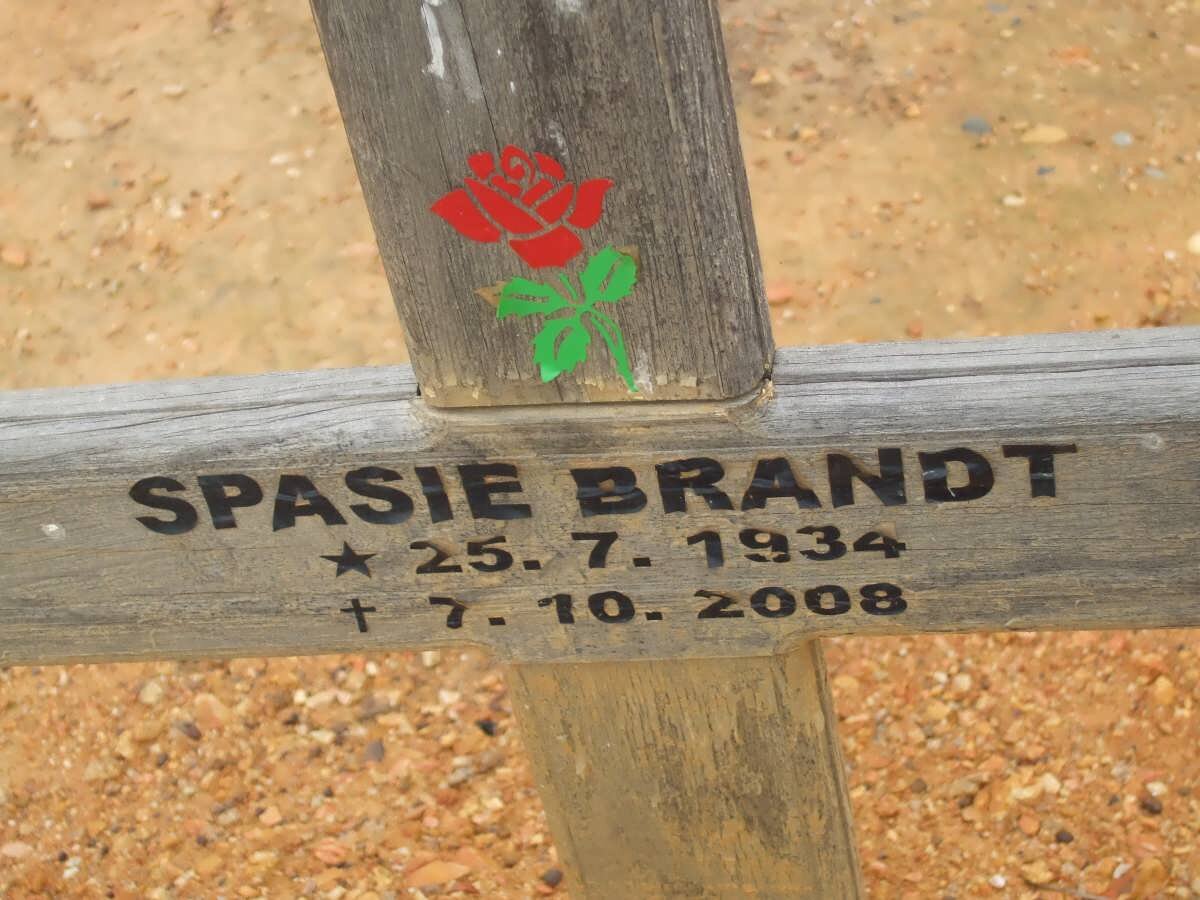 SPASIE BRANDT
★ 25. 7. 1934
✝ 7. 10. 2008